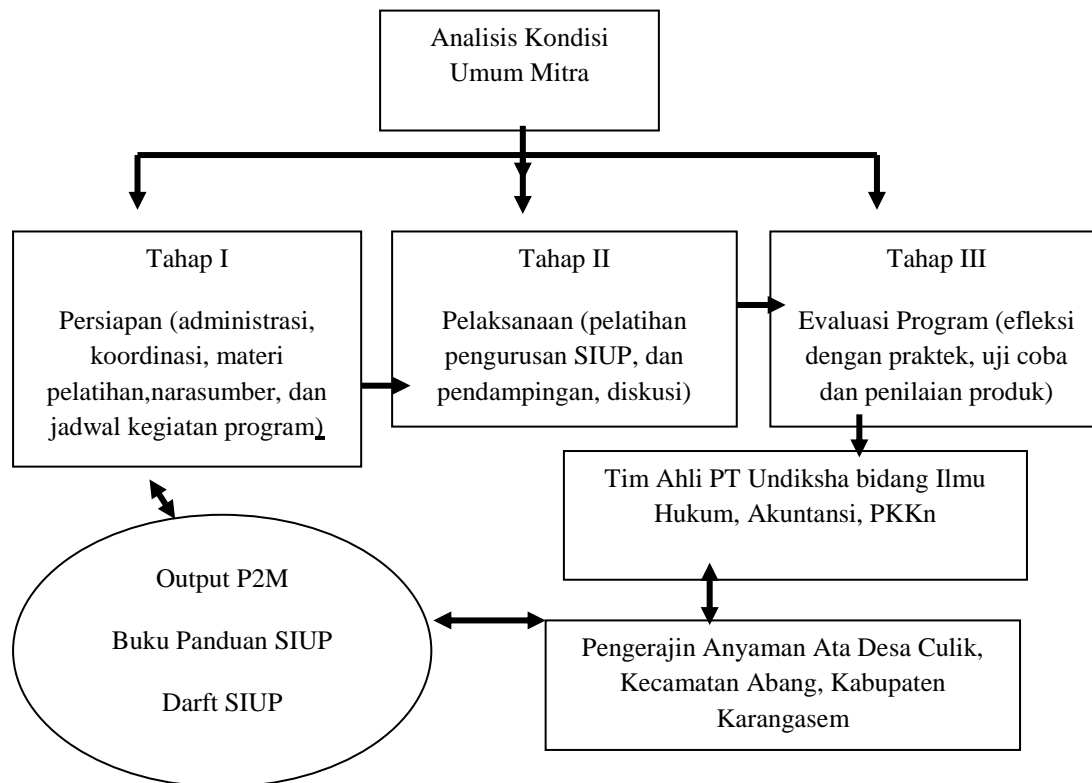 Analisis Kondisi
Umum Mitra
Tahap I
Persiapan (administrasi,
koordinasi, materi
pelatihan,narasumber, dan
jadwal kegiatan program)
Tahap II
Pelaksanaan (pelatihan
pengurusan SIUP, dan
pendampingan, diskusi)
Tahap III
Evaluasi Program (efleksi
dengan praktek, uji coba
dan penilaian produk)
Tim Ahli PT Undiksha bidang Ilmu
Hukum, Akuntansi, PKKn
Output P2M
Buku Panduan SIUP
Darft SIUP
Pengerajin Anyaman Ata Desa Culik,
Kecamatan Abang, Kabupaten
Karangasem